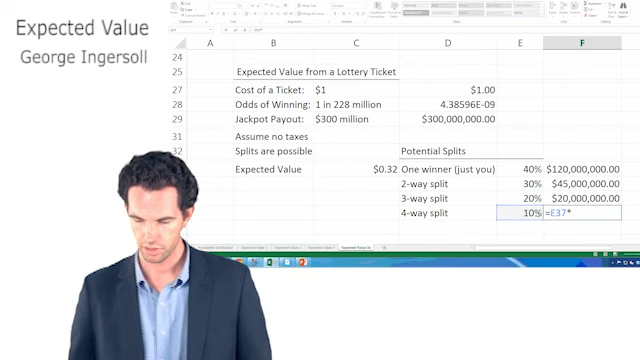 Expected Value
George Ingersoll
=E37*
A B C D E F
24
25 Expected Value from a Lottery Ticket
27 Cost of a Ticket: $1 $1.00
28 Odds of Winning: 1 in 228 million 4.38596E-09
29 Jackpot Payout: $300 million $300,000,000.00
31 Assume no taxes
32 Splits are possible Potential Splits
Expected Value $0.32 One winner (just you) 40% $120,000,000.00
2-way split 30% $45,000,000.00
3-way split 20% $20,000,000.00
4-way split 10% =E37*